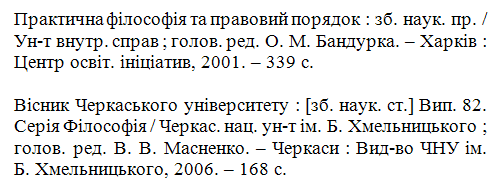 Практична філософія та правовий порядок : зб. наук. пр. /
Ун-т внутр. справ ; голов. ред. О. М. Бандурка. – Харків :
Центр освіт. ініціатив, 2001. – 339 с.
Вісник Черкаського університету : [зб. наук. ст.] Вип. 82.
Серія Філософія / Черкас. нац. ун-т ім. Б. Хмельницького ;
голов. ред. В. В. Масненко. – Черкаси : Вид-во ЧНУ ім.
Б. Хмельницького, 2006. – 168 с.